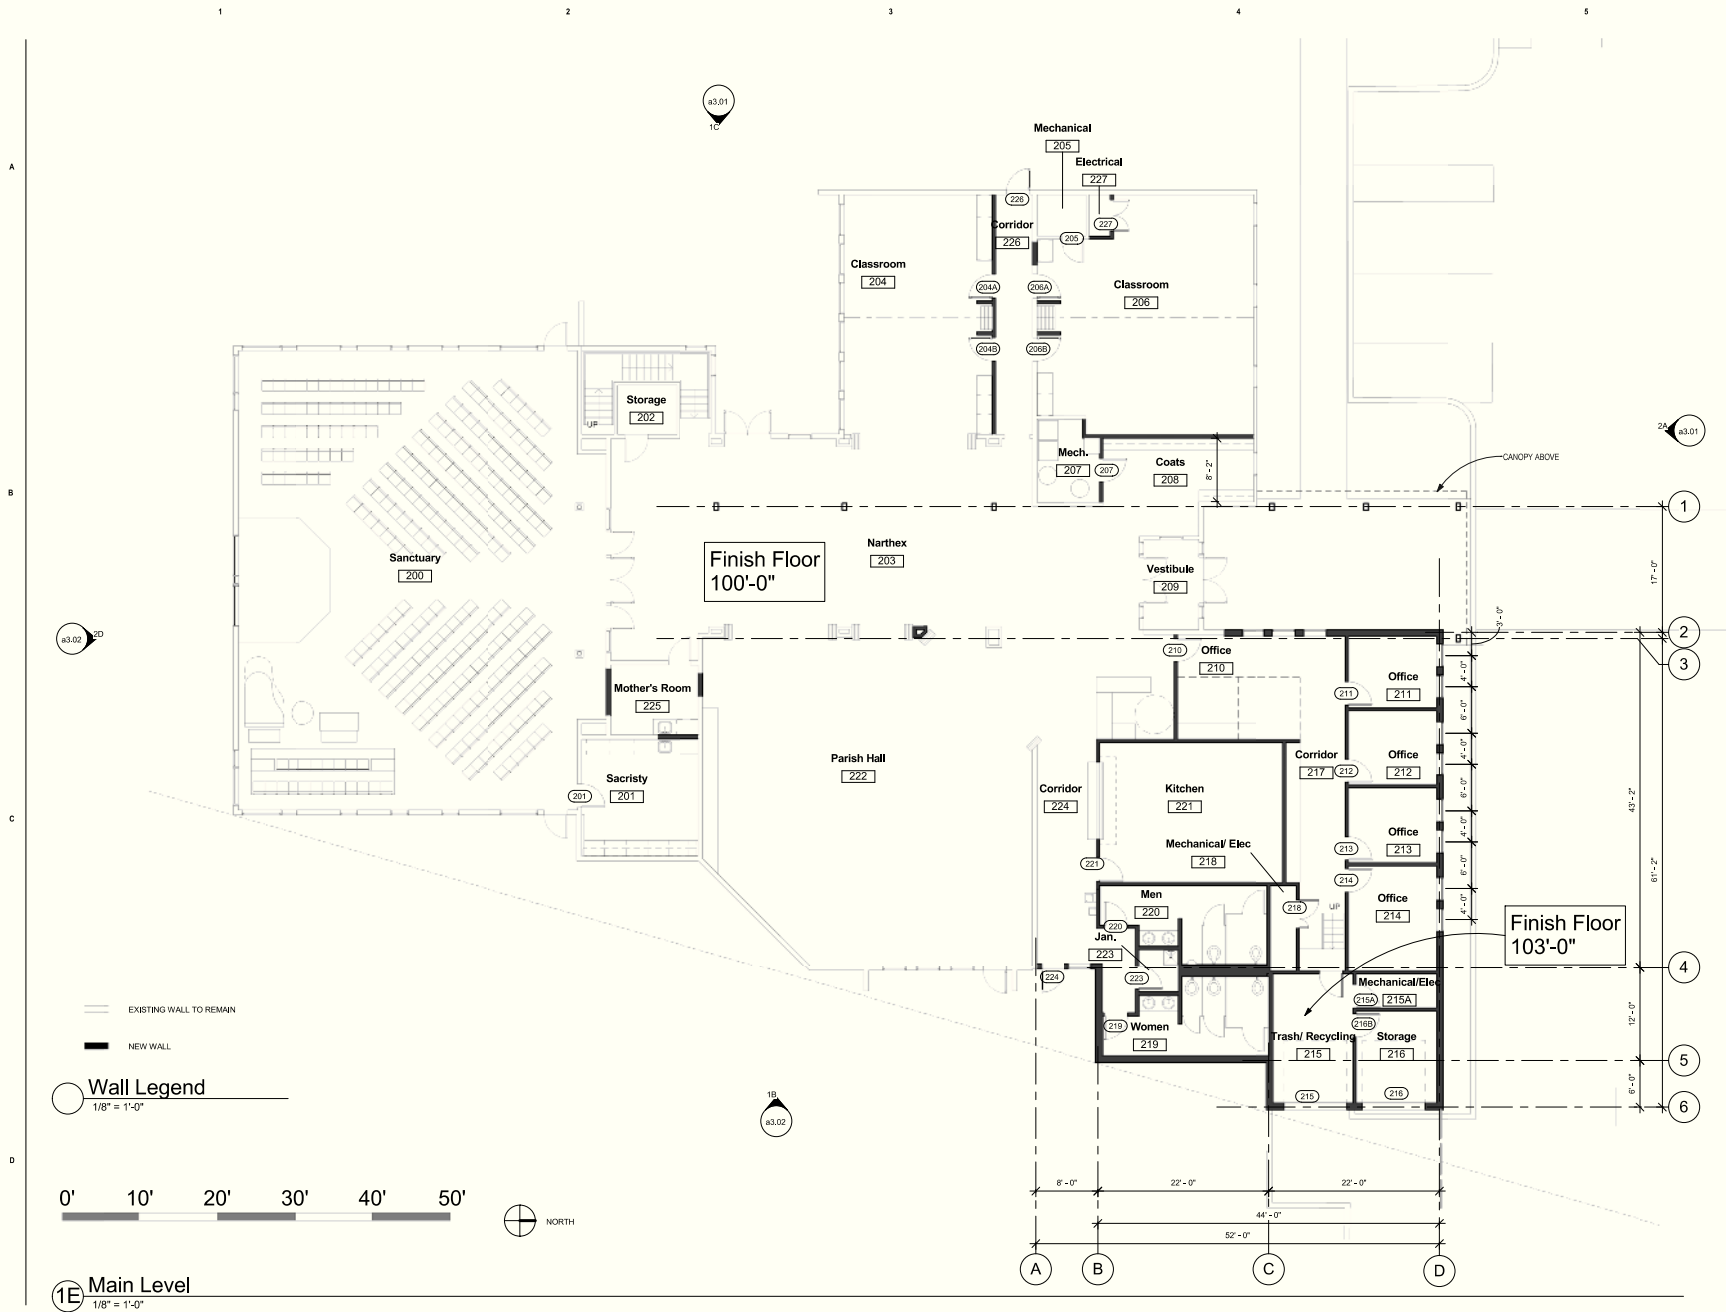 1 2 3 4 5
A
B
C
D
a3.01
1C
Mechanical
205
Electrical
227
226
Corridor
226
205
227
Classroom
204
204A
206A
Classroom
206
204B
206B
Storage
202
UP
Mech.
207
207
Coats
208
8' - 2"
2A
a3.01
CANOPY ABOVE
1
Sanctuary
200
Finish Floor
100'-0"
Narthex
203
Vestibule
209
17' - 0"
3' - 0"
a3.02
2D
2
3
210
Office
210
Office
211
211
Mother's Room
225
Parish Hall
222
Sacristy
201
201
Corridor
224
Kitchen
221
221
Corridor
217
212
Office
212
Mechanical/ Elec
218
213
Office
213
214
Office
214
4' - 0"
6' - 0"
4' - 0"
6' - 0"
4' - 0"
6' - 0"
4' - 0"
43' - 2"
61' - 2"
Men
220
220
218
UP
Jan.
223
223
Finish Floor
103'-0"
224
4
Mechanical/Elec
215A
215A
216B
219
Women
219
Trash/ Recycling
215
Storage
216
215
216
12' - 0"
5
6' - 0"
6
EXISTING WALL TO REMAIN
NEW WALL
Wall Legend
1/8" = 1'-0"
1B
a3.02
0' 10' 20' 30' 40' 50'
NORTH
8' - 0"
22' - 0"
22' - 0"
44' - 0"
52' - 0"
A B C D
1E
Main Level
1/8" = 1'-0"